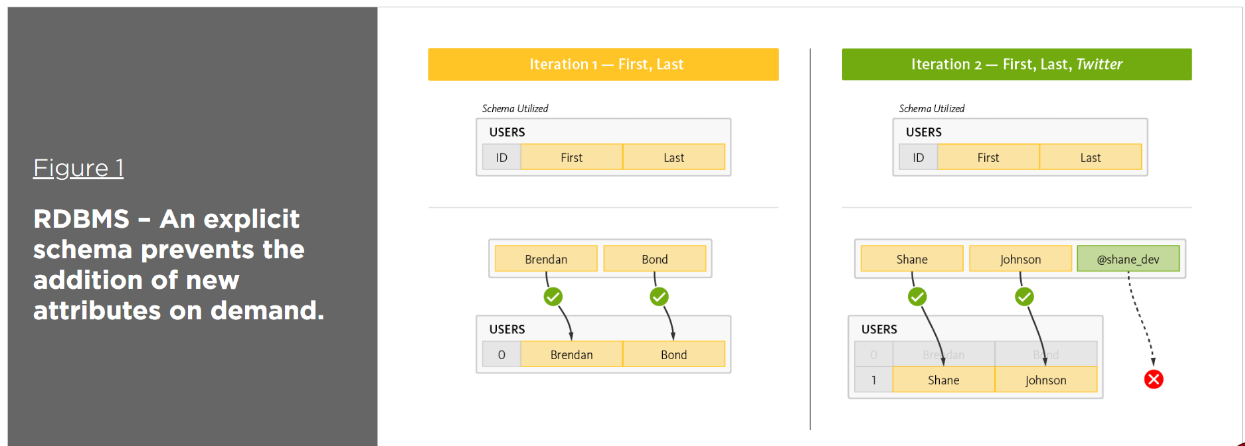 Figure 1
RDBMS – An explicit
schema prevents the
addition of new
attributes on demand.
Iteration 1 — First, Last
Schema Utilized
USERS
ID First Last
Brendan Bond
USERS
0 Brendan Bond
Iteration 2 — First, Last, Twitter
Schema Utilized
USERS
ID First Last
Shane Johnson @shane_dev
USERS
0 Brendan Bond
1 Shane Johnson